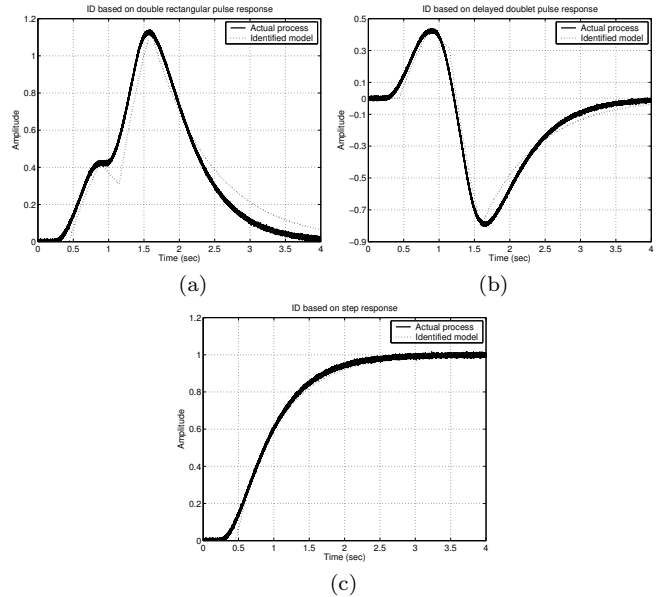 ID based on double rectangular pulse response
Actual process
Identified model
1.2
1
0.8
0.6
0.4
0.2
0
Amplitude
0 0.5 1 1.5 2 2.5 3 3.5 4
Time (sec)
(a)
ID based on delayed doublet pulse response
Actual process
Identified model
0.5
0.3
0.1
0
−0.1
−0.3
−0.5
−0.7
−0.9
Amplitude
0 0.5 1 1.5 2 2.5 3 3.5 4
Time (sec)
(b)
ID based on step response
Actual process
Identified model
1.2
1
0.8
0.6
0.4
0.2
0
Amplitude
0 0.5 1 1.5 2 2.5 3 3.5 4
Time (sec)
(c)